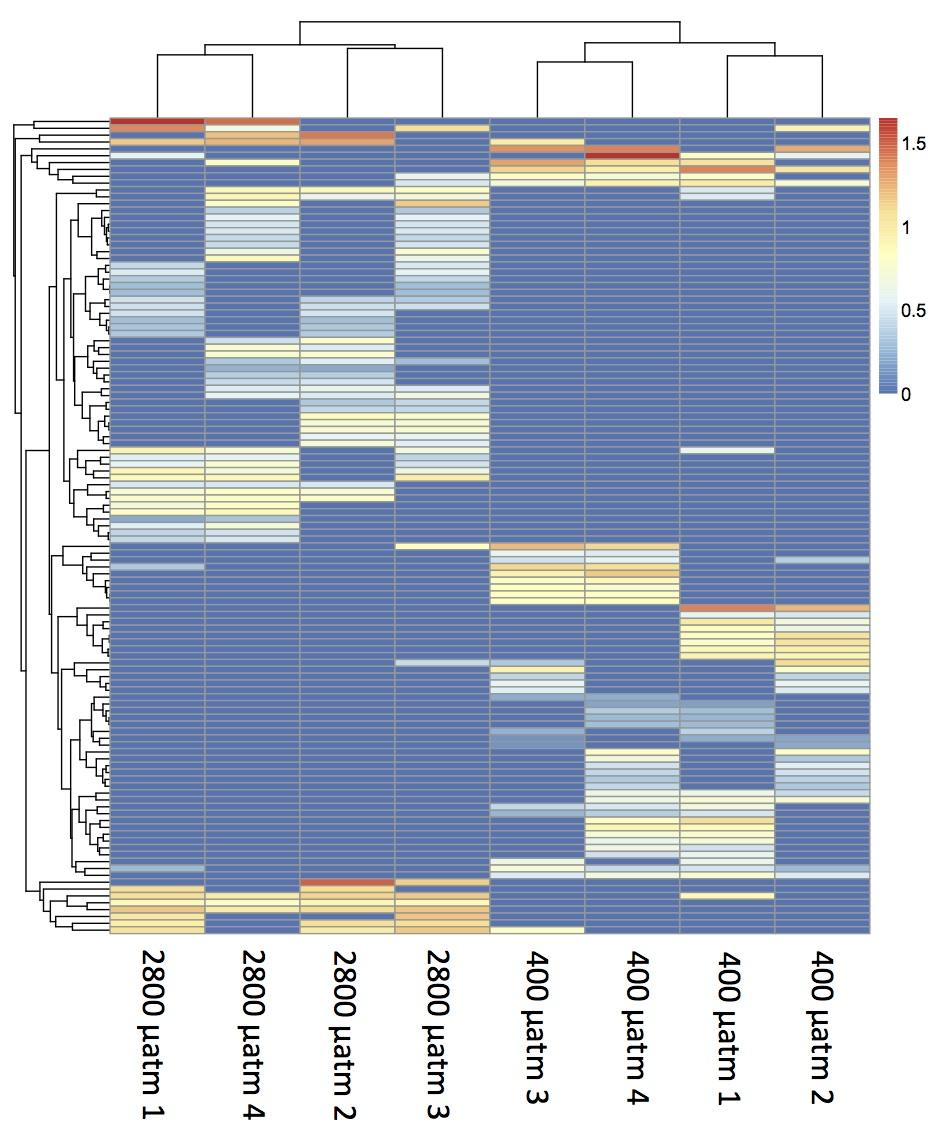 1.5
1
0.5
0
2800 µatm 1
2800 µatm 4
2800 µatm 2
2800 µatm 3
400 µatm 3
400 µatm 4
400 µatm 1
400 µatm 2